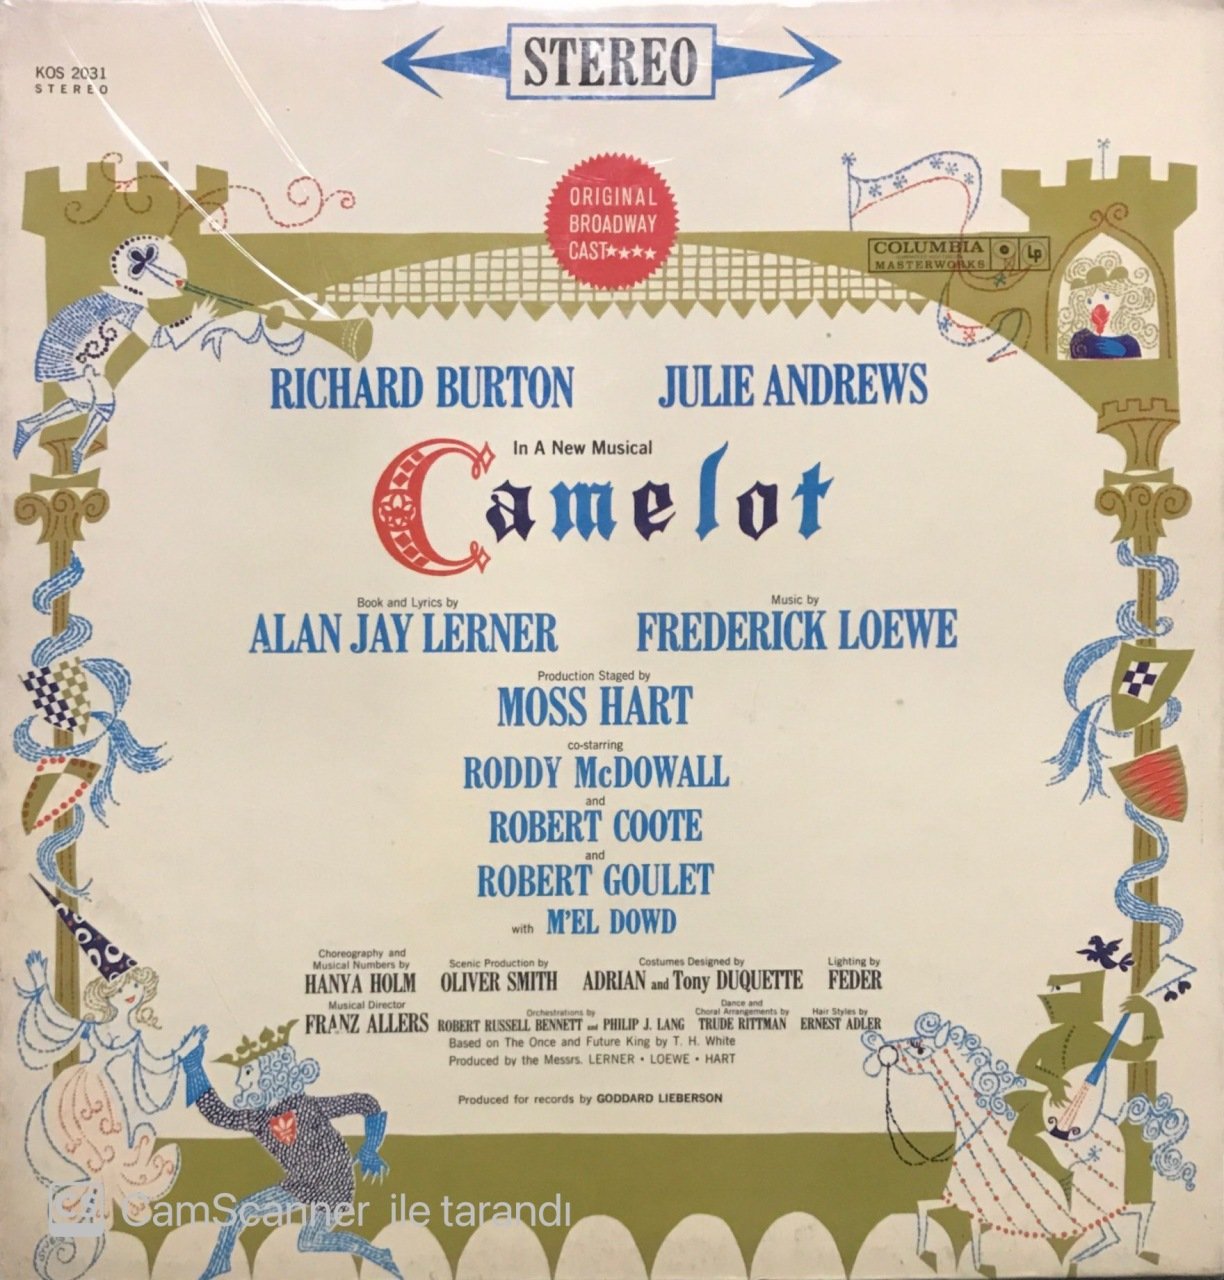 STEREO
KOS 2031
STEREO
ORIGINAL
BROADWAY
CAST★★★★
COLUMBIA
MASTERWORKS
Lp
RICHARD BURTON JULIE ANDREWS
In A New Musical
Camelot
Book and Lyrics by Music by
ALAN JAY LERNER FREDERICK LOEWE
Production Staged by
MOSS HART
co-starring
RODDY McDOWALL
and
ROBERT COOTE
and
ROBERT GOULET
with M'EL DOWD
Choreography and
Musical Numbers by Scenic Production by Costumes Designed by Lighting by
HANYA HOLM OLIVER SMITH ADRIAN and Tony DUQUETTE FEDER
Musical Director Orchestrations by Dance and
Choral Arrangements by Hair Styles by
FRANZ ALLERS ROBERT RUSSELL BENNETT and PHILIP J. LANG TRUDE RITTMAN ERNEST ADLER
Based on The Once and Future King by T. H. White
Produced by the Messrs. LERNER • LOEWE • HART
Produced for records by GODDARD LIEBERSON
CS CamScanner ile tarandı